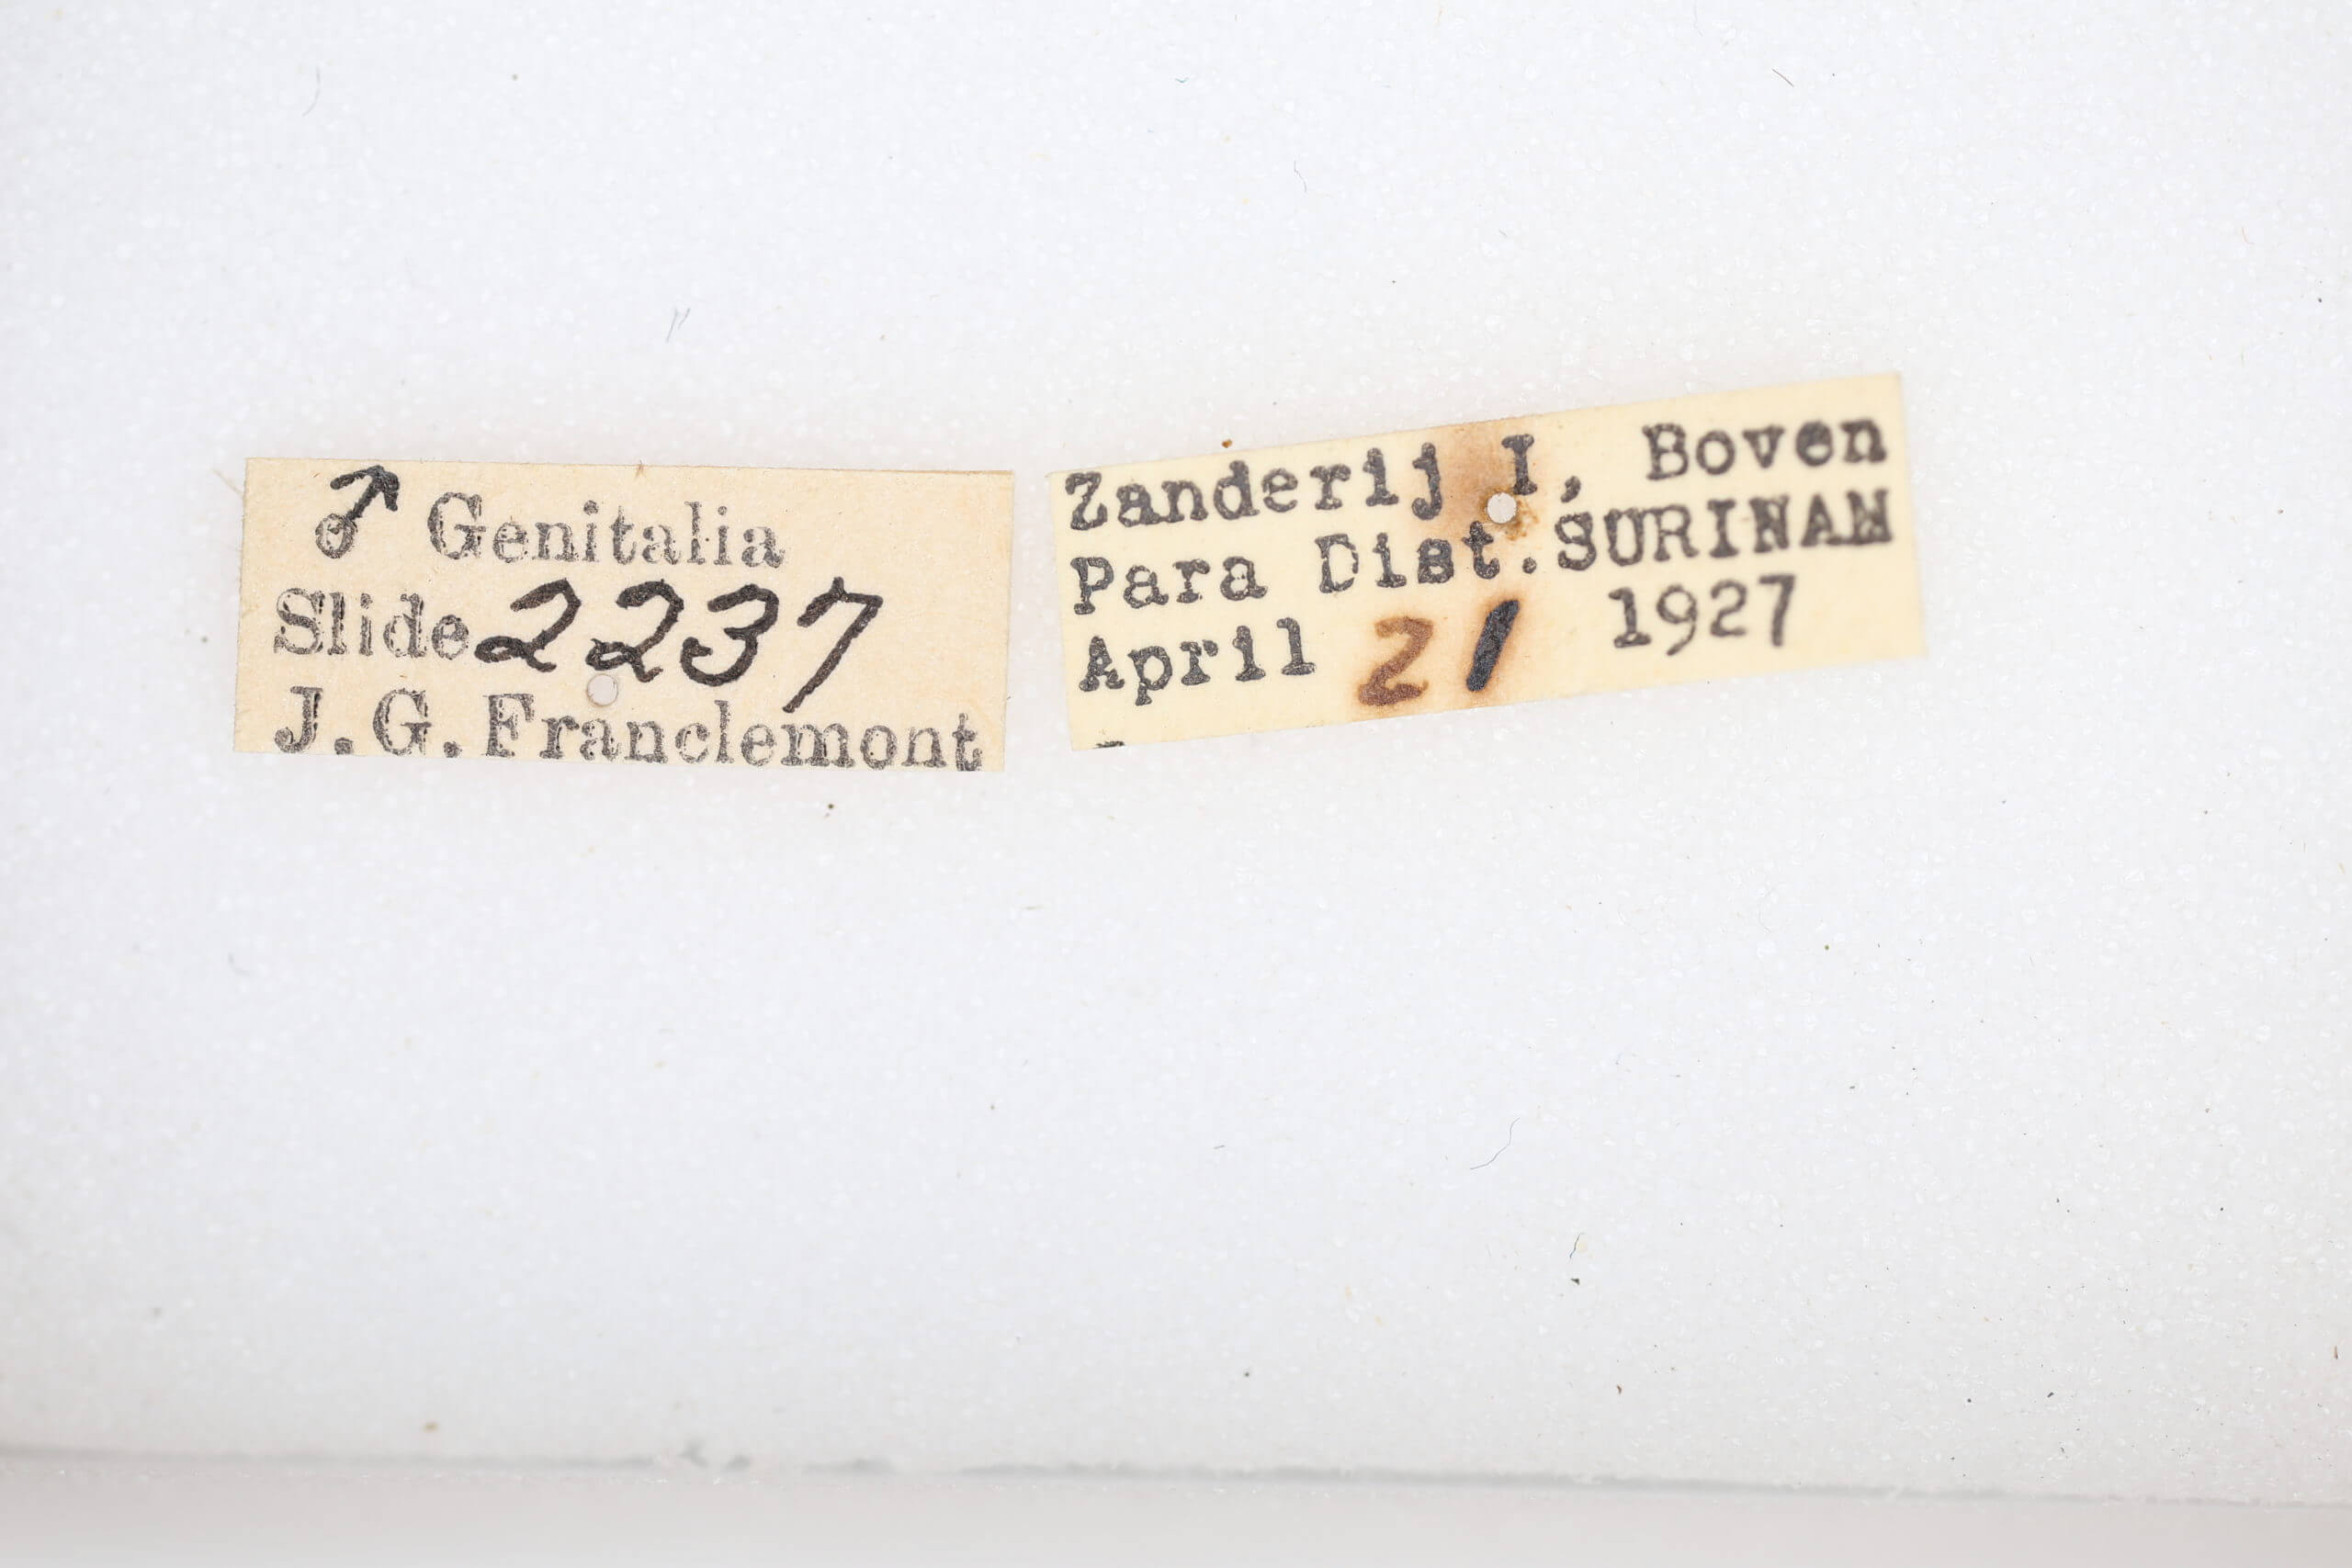 ♂ Genitalia
Slide 2237
J. G. Franclemont
Zanderij I, Boven
Para Dist. SURINAM
April 21 1927